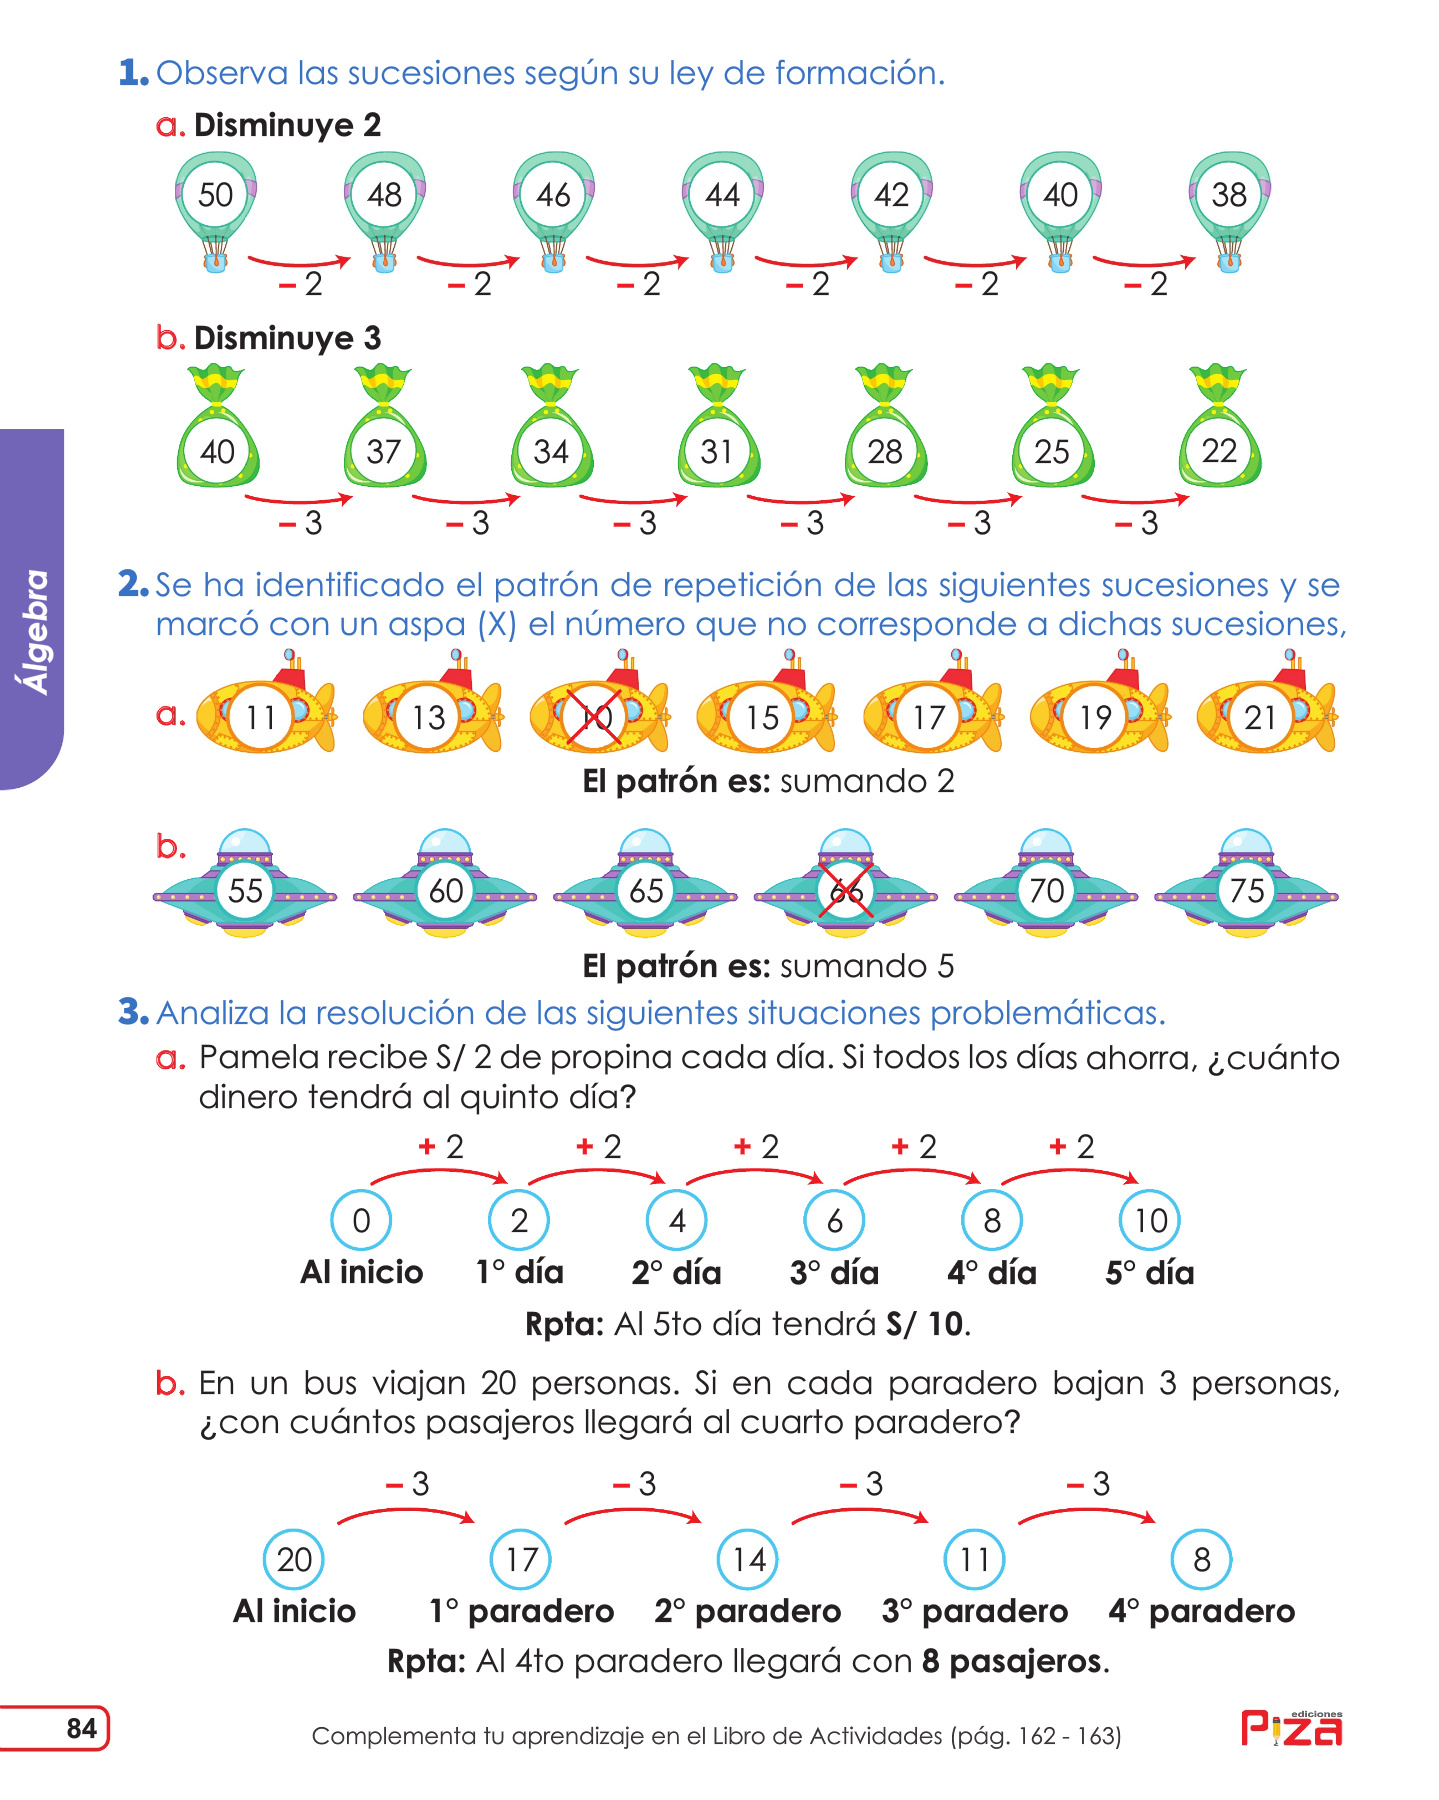 1. Observa las sucesiones según su ley de formación.
a. Disminuye 2
50 48 46 44 42 40 38
– 2 – 2 – 2 – 2 – 2 – 2
b. Disminuye 3
40 37 34 31 28 25 22
– 3 – 3 – 3 – 3 – 3 – 3
Álgebra
2. Se ha identificado el patrón de repetición de las siguientes sucesiones y se
marcó con un aspa (X) el número que no corresponde a dichas sucesiones,
a. 11 13 10 15 17 19 21
El patrón es: sumando 2
b. 55 60 65 66 70 75
El patrón es: sumando 5
3. Analiza la resolución de las siguientes situaciones problemáticas.
a. Pamela recibe S/ 2 de propina cada día. Si todos los días ahorra, ¿cuánto
dinero tendrá al quinto día?
+ 2 + 2 + 2 + 2 + 2
0 2 4 6 8 10
Al inicio 1° día 2° día 3° día 4° día 5° día
Rpta: Al 5to día tendrá S/ 10.
b. En un bus viajan 20 personas. Si en cada paradero bajan 3 personas,
¿con cuántos pasajeros llegará al cuarto paradero?
– 3 – 3 – 3 – 3
20 17 14 11 8
Al inicio 1° paradero 2° paradero 3° paradero 4° paradero
Rpta: Al 4to paradero llegará con 8 pasajeros.
84
Complementa tu aprendizaje en el Libro de Actividades (pág. 162 - 163)
ediciones
Piza